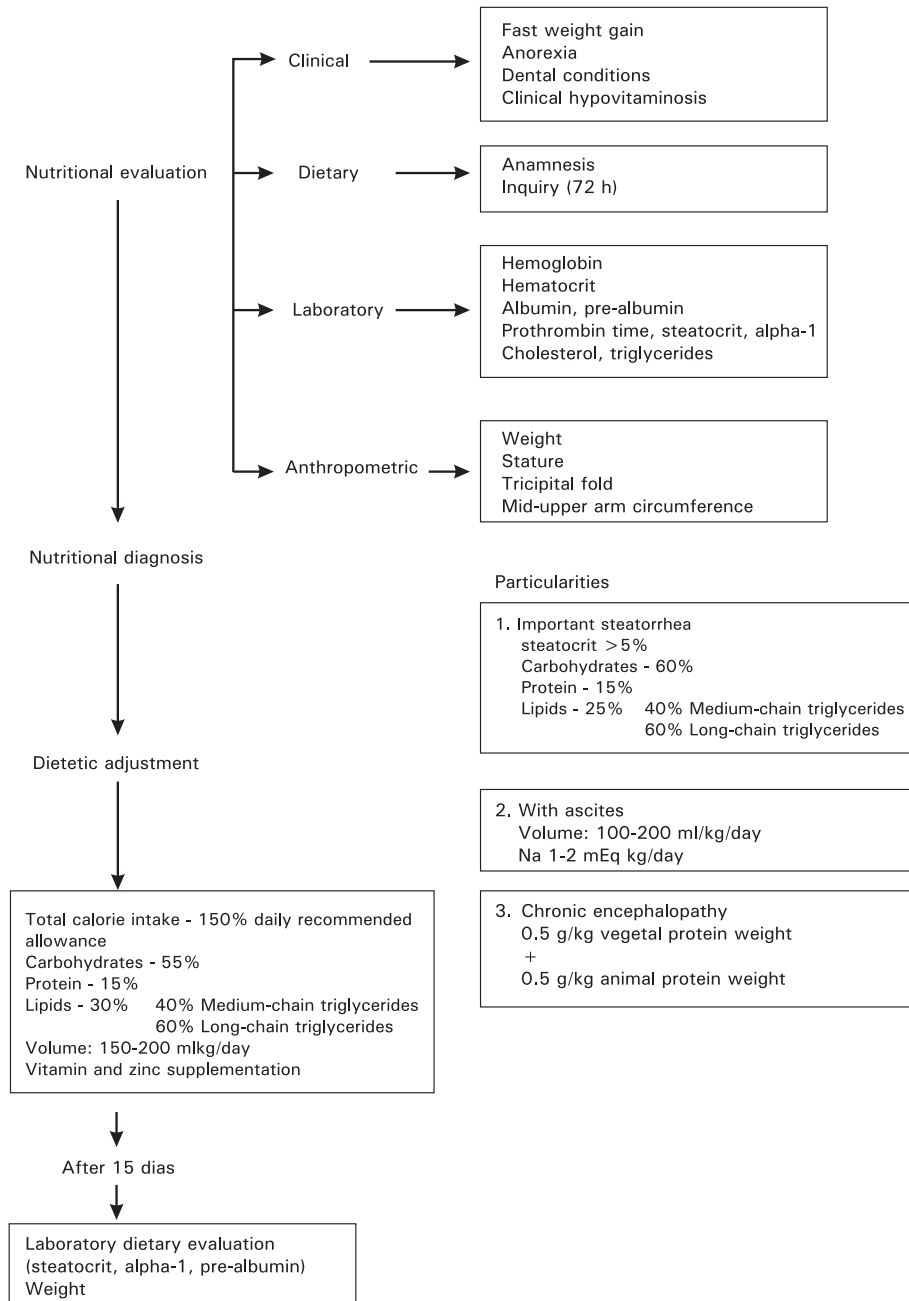 Nutritional evaluation
Clinical
Fast weight gain
Anorexia
Dental conditions
Clinical hypovitaminosis
Dietary
Anamnesis
Inquiry (72 h)
Laboratory
Hemoglobin
Hematocrit
Albumin, pre-albumin
Prothrombin time, steatocrit, alpha-1
Cholesterol, triglycerides
Anthropometric
Weight
Stature
Tricipital fold
Mid-upper arm circumference
Nutritional diagnosis
Dietetic adjustment
Total calorie intake - 150% daily recommended
allowance
Carbohydrates - 55%
Protein - 15%
Lipids - 30% 40% Medium-chain triglycerides
60% Long-chain triglycerides
Volume: 150-200 mlkg/day
Vitamin and zinc supplementation
After 15 dias
Laboratory dietary evaluation
(steatocrit, alpha-1, pre-albumin)
Weight
Particularities
1. Important steatorrhea
steatocrit >5%
Carbohydrates - 60%
Protein - 15%
Lipids - 25% 40% Medium-chain triglycerides
60% Long-chain triglycerides
2. With ascites
Volume: 100-200 ml/kg/day
Na 1-2 mEq kg/day
3. Chronic encephalopathy
0.5 g/kg vegetal protein weight
+
0.5 g/kg animal protein weight